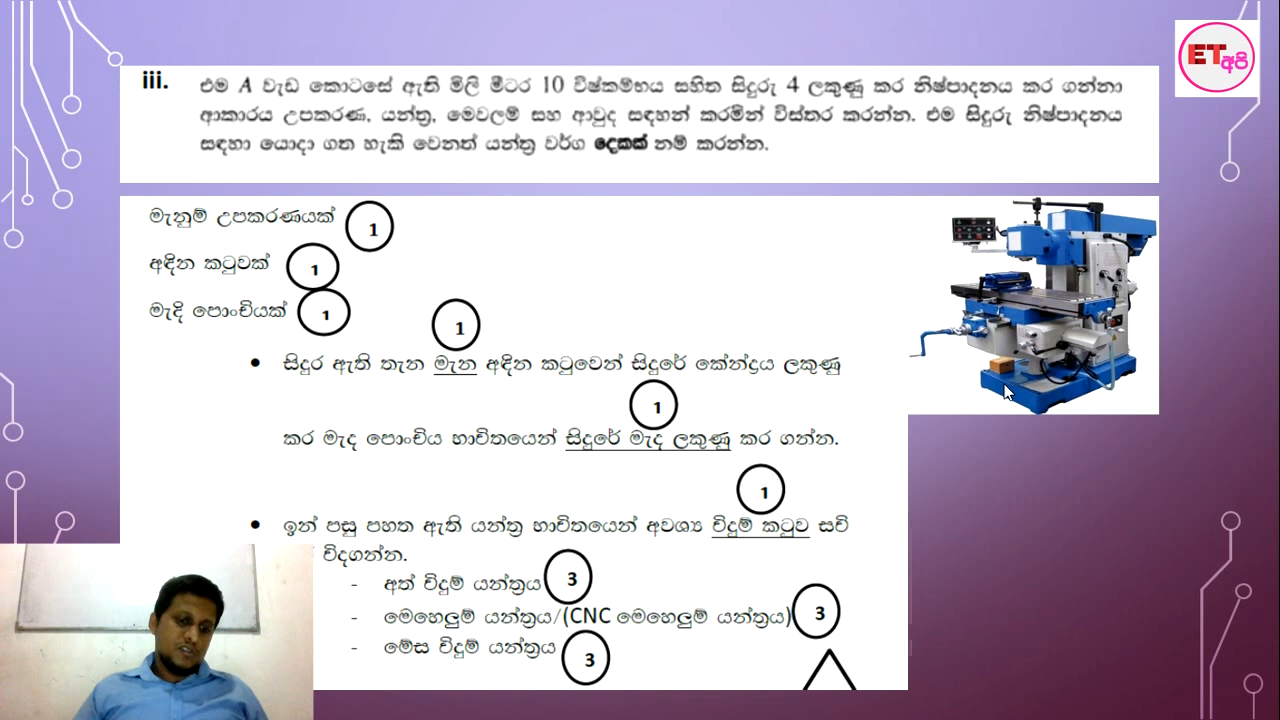 ET අපි
iii. එම A වැඩ කොටසේ ඇති මිලි මීටර 10 විෂ්කම්භය සහිත සිදුරු 4 ලකුණු කර නිෂ්පාදනය කර ගන්නා
ආකාරය උපකරණ, යන්ත්‍ර, මෙවලම් සහ ආවුද සඳහන් කරමින් විස්තර කරන්න. එම සිදුරු නිෂ්පාදනය
සඳහා යොදා ගත හැකි වෙනත් යන්ත්‍ර වර්ග දෙකක් නම් කරන්න.
මැනුම් උපකරණයක් 1
අඳින කටුවක් 1
මැදි පොංචියක් 1
1
• සිදුර ඇති තැන මැන අඳින කටුවෙන් සිදුරේ කේන්ද්‍රය ලකුණු
1
කර මැද පොංචිය භාවිතයෙන් සිදුරේ මැද ලකුණු කර ගන්න.
1
• ඉන් පසු පහත ඇති යන්ත්‍ර භාවිතයෙන් අවශ්‍ය විදුම් කටුව සවි
විදගන්න.
- අත් විදුම් යන්ත්‍රය 3
- මෙහෙලුම් යන්ත්‍රය/(CNC මෙහෙලුම් යන්ත්‍රය) 3
- මේස විදුම් යන්ත්‍රය 3